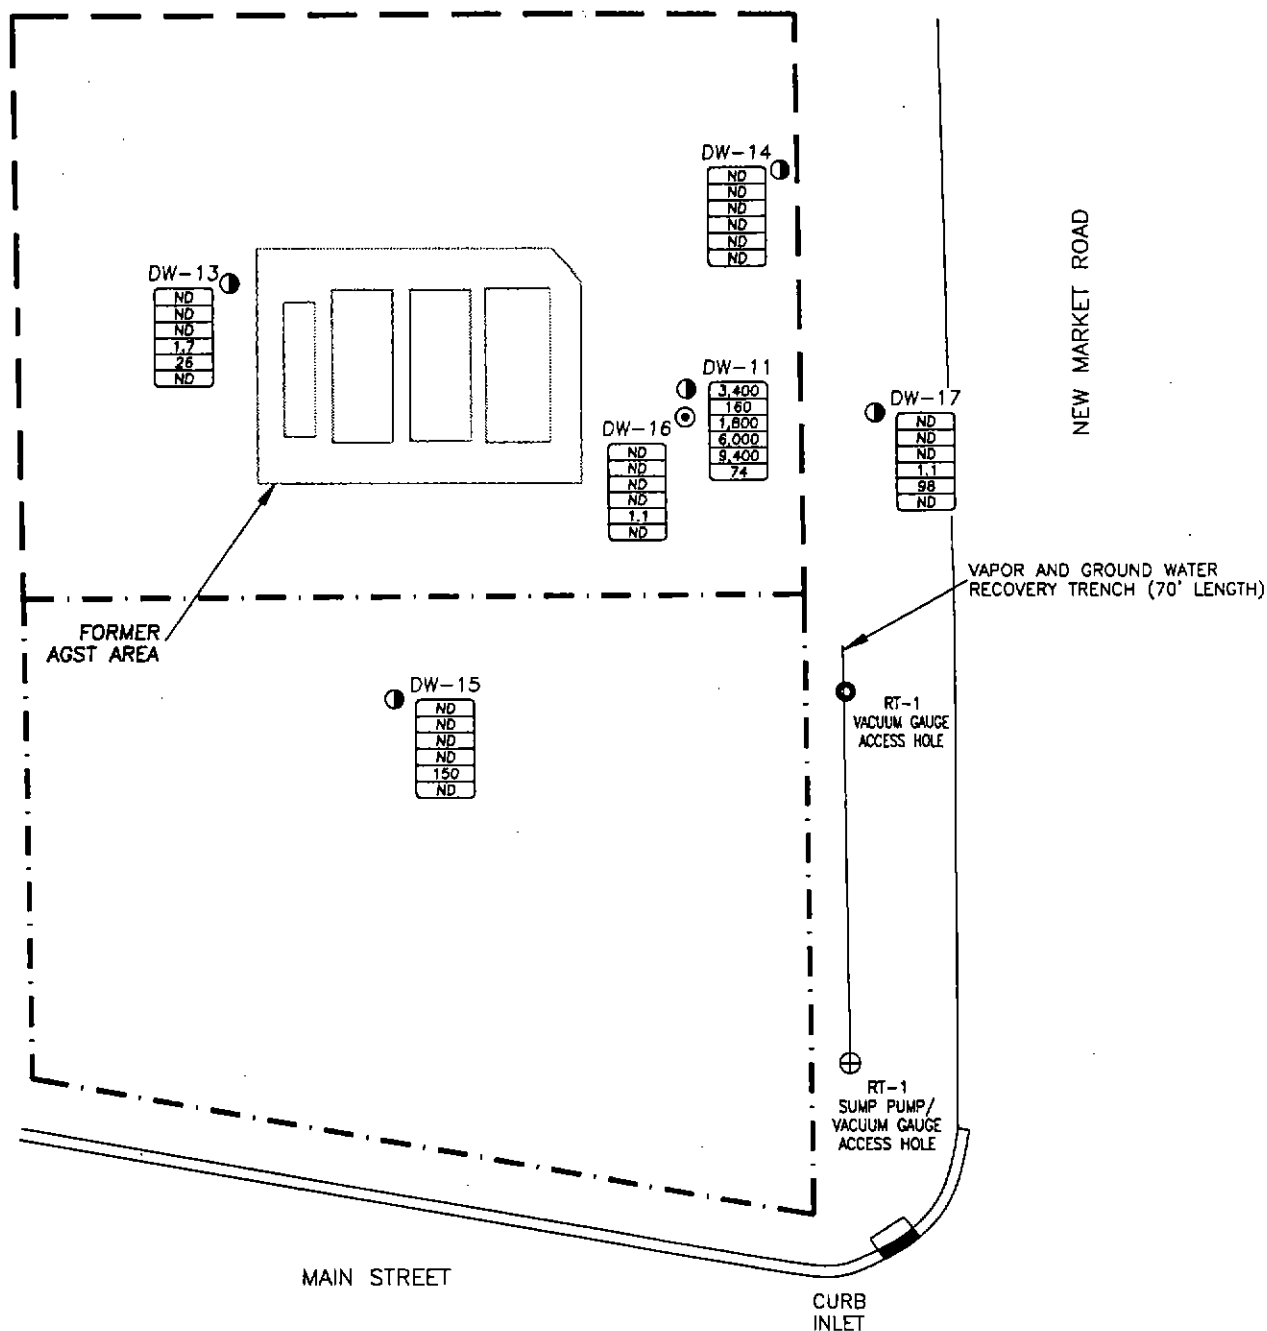 DW-14
ND
ND
ND
ND
ND
ND
NEW MARKET ROAD
DW-13
ND
ND
ND
1.7
26
ND
DW-11
3,400
160
1,800
6,000
9,400
74
DW-17
ND
ND
ND
1.1
98
ND
DW-16
ND
ND
ND
ND
1.1
ND
VAPOR AND GROUND WATER
RECOVERY TRENCH (70' LENGTH)
FORMER
AGST AREA
DW-15
ND
ND
ND
ND
150
ND
RT-1
VACUUM GAUGE
ACCESS HOLE
RT-1
SUMP PUMP/
VACUUM GAUGE
ACCESS HOLE
MAIN STREET
CURB
INLET